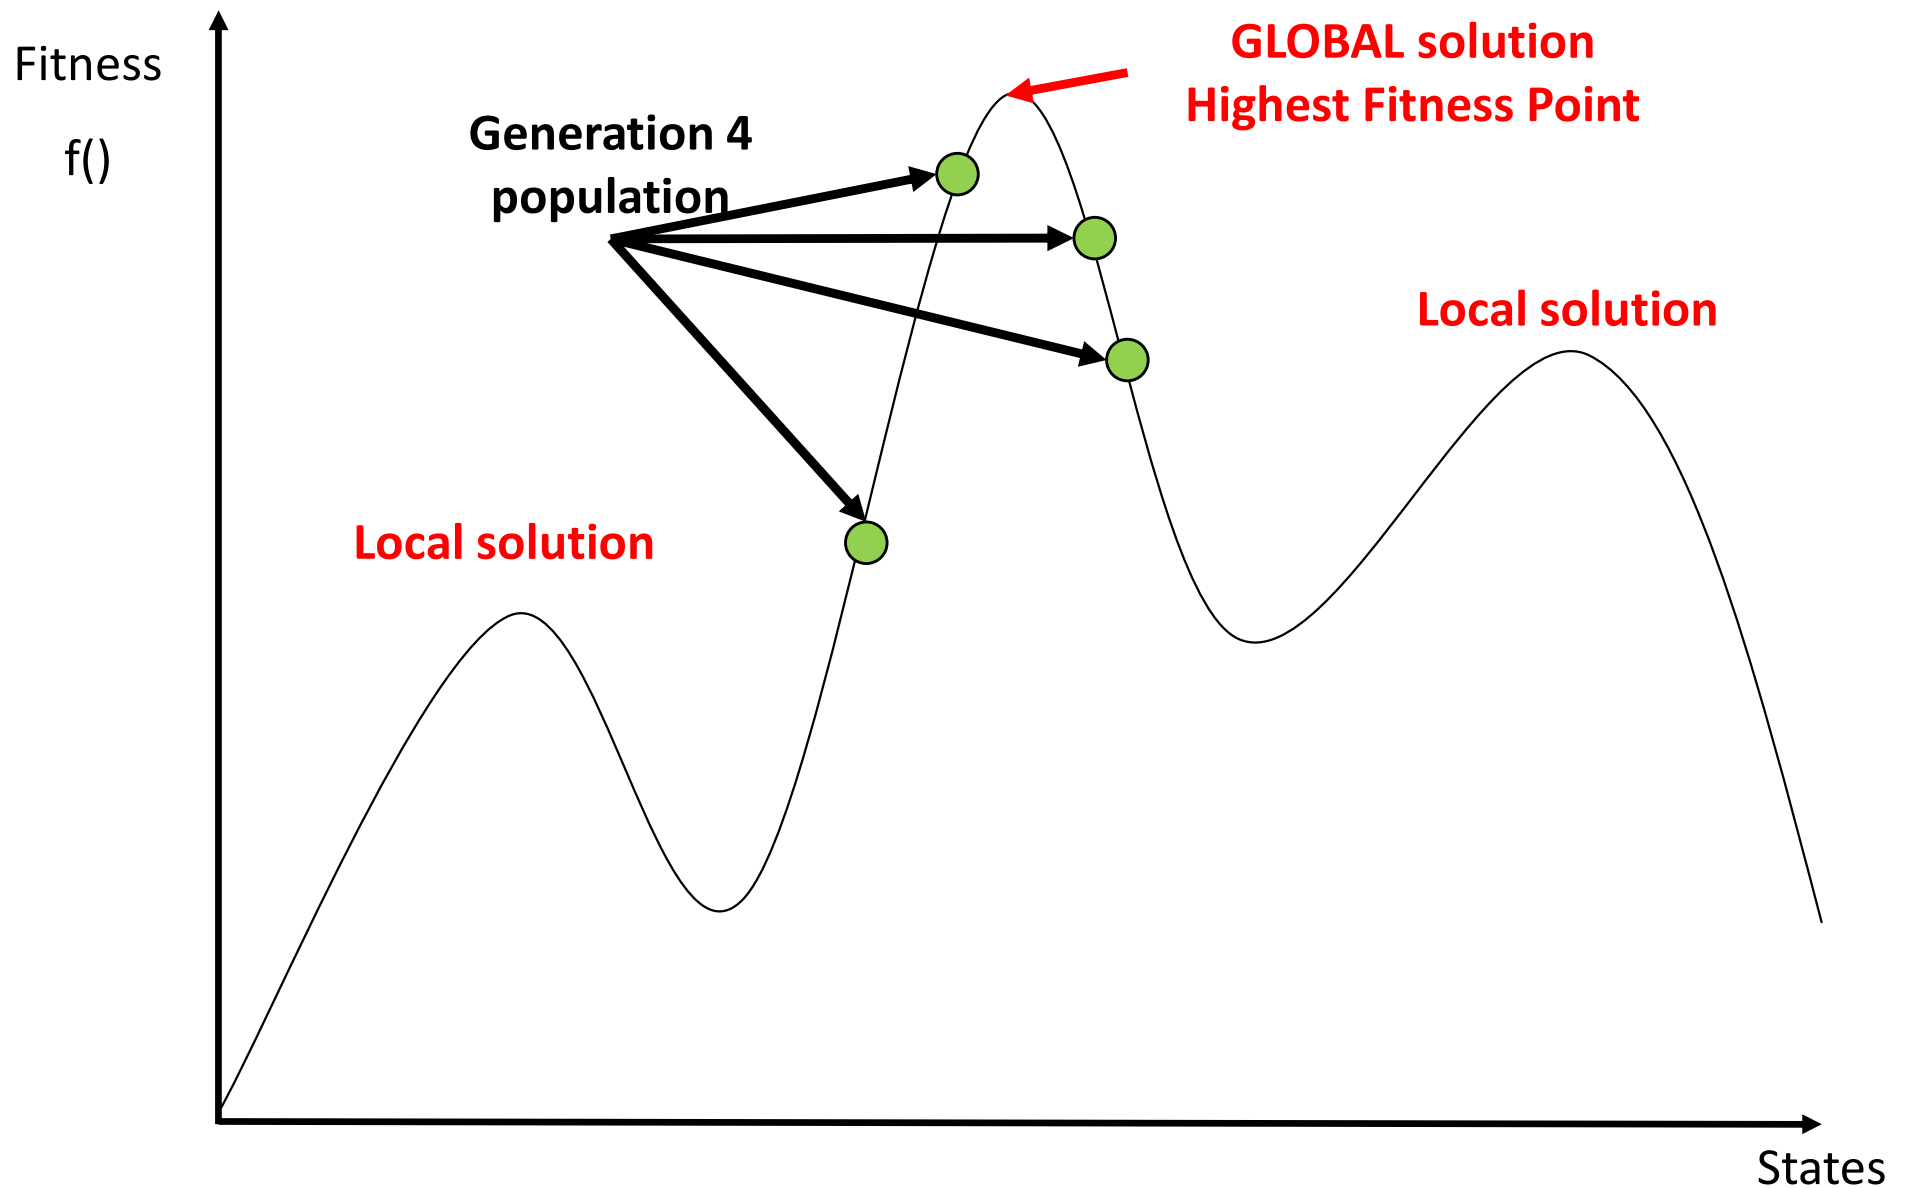 Fitness
f()
Generation 4
population
GLOBAL solution
Highest Fitness Point
Local solution
Local solution
States